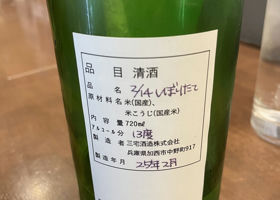 品 目 清酒
品 名 2/14 しぼりたて
原材料名 米(国産)、
米こうじ(国産米)
内 容 量 720㎖
アルコール分 13度
製 造 者 三宅酒造株式会社
兵庫県加西市中野町917
製造年月 25年2月